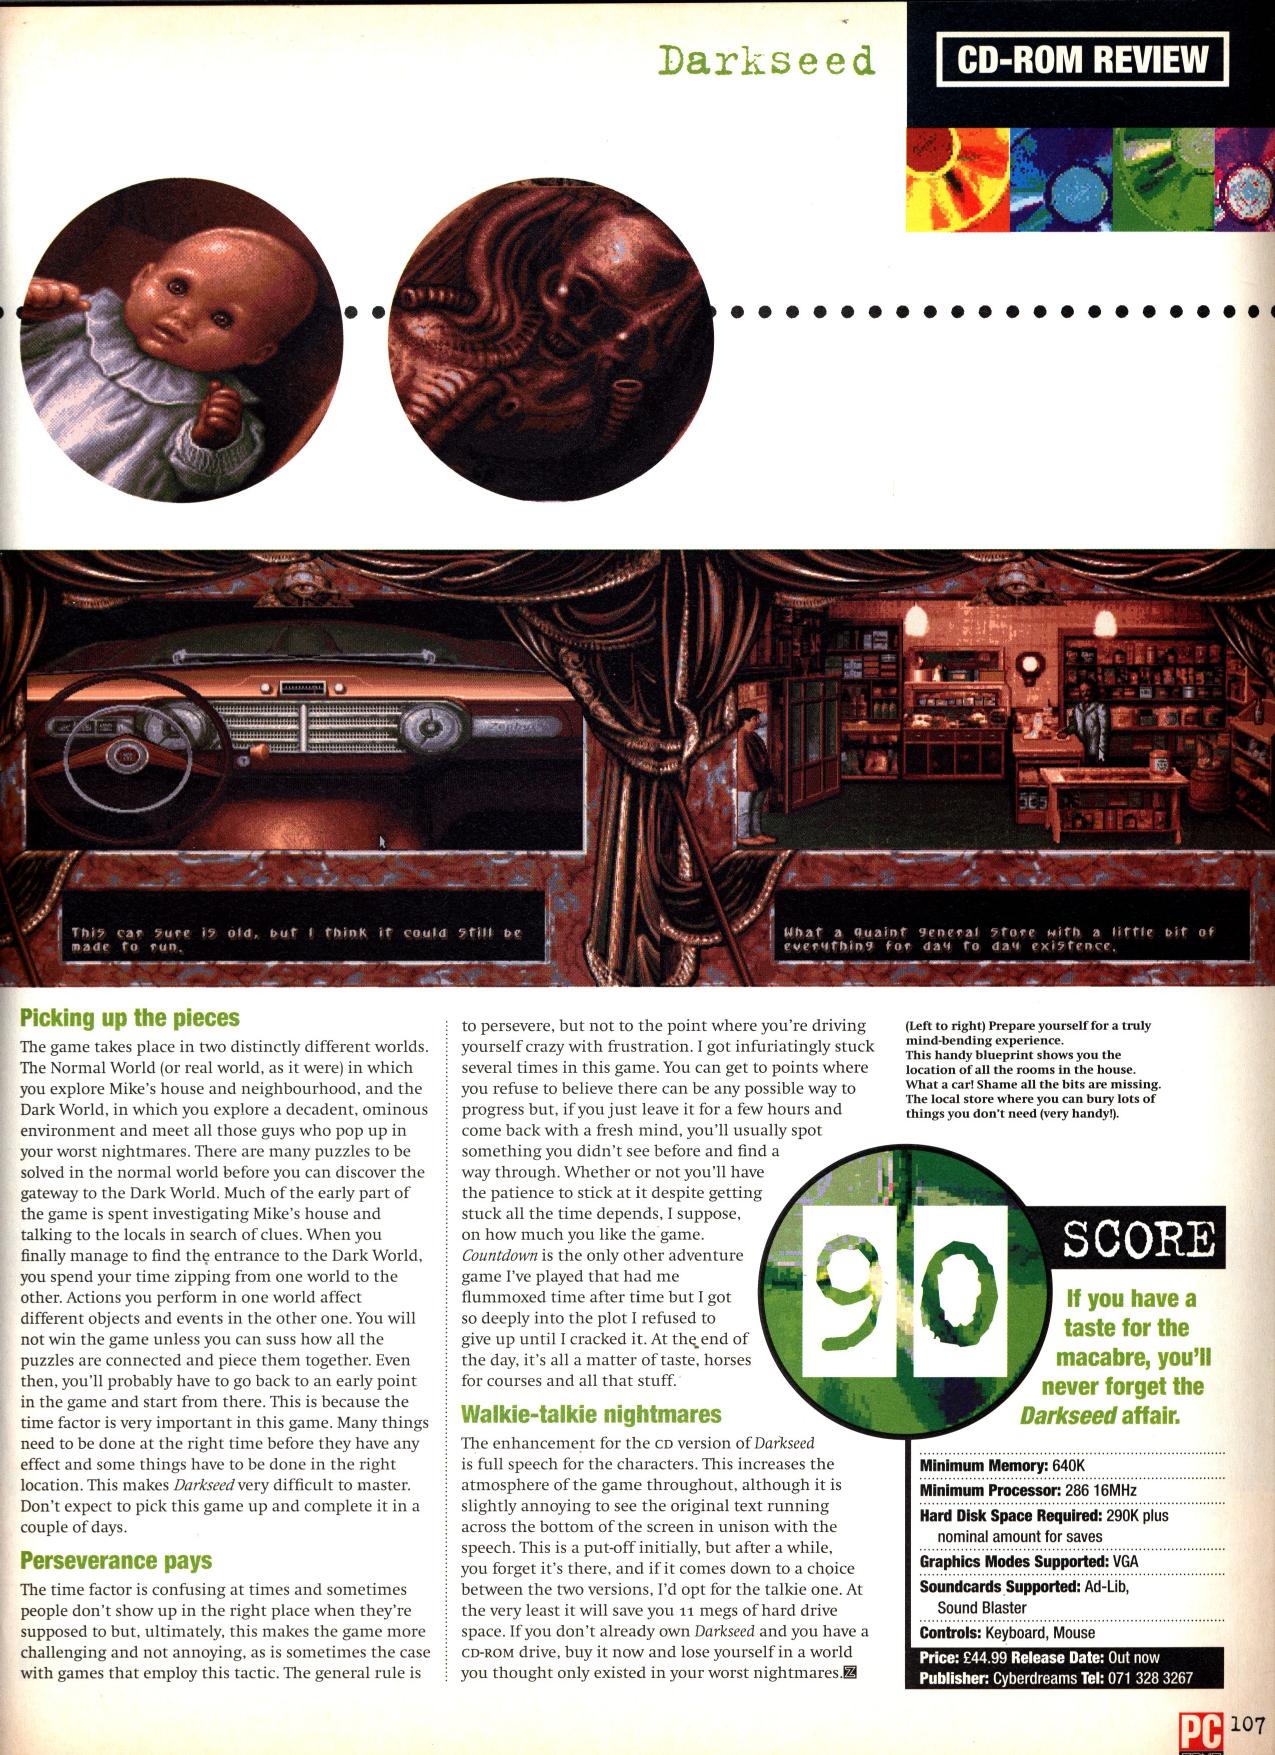 Darkseed
CD-ROM REVIEW
Zephyr
This car sure is old, but I think it could still be
made to run.
What a quaint general store with a little bit of
everything for day to day existence.
Picking up the pieces
The game takes place in two distinctly different worlds.
The Normal World (or real world, as it were) in which
you explore Mike's house and neighbourhood, and the
Dark World, in which you explore a decadent, ominous
environment and meet all those guys who pop up in
your worst nightmares. There are many puzzles to be
solved in the normal world before you can discover the
gateway to the Dark World. Much of the early part of
the game is spent investigating Mike's house and
talking to the locals in search of clues. When you
finally manage to find the entrance to the Dark World,
you spend your time zipping from one world to the
other. Actions you perform in one world affect
different objects and events in the other one. You will
not win the game unless you can suss how all the
puzzles are connected and piece them together. Even
then, you'll probably have to go back to an early point
in the game and start from there. This is because the
time factor is very important in this game. Many things
need to be done at the right time before they have any
effect and some things have to be done in the right
location. This makes Darkseed very difficult to master.
Don't expect to pick this game up and complete it in a
couple of days.
Perseverance pays
The time factor is confusing at times and sometimes
people don't show up in the right place when they're
supposed to but, ultimately, this makes the game more
challenging and not annoying, as is sometimes the case
with games that employ this tactic. The general rule is
to persevere, but not to the point where you're driving
yourself crazy with frustration. I got infuriatingly stuck
several times in this game. You can get to points where
you refuse to believe there can be any possible way to
progress but, if you just leave it for a few hours and
come back with a fresh mind, you'll usually spot
something you didn't see before and find a
way through. Whether or not you'll have
the patience to stick at it despite getting
stuck all the time depends, I suppose,
on how much you like the game.
Countdown is the only other adventure
game I've played that had me
flummoxed time after time but I got
so deeply into the plot I refused to
give up until I cracked it. At the end of
the day, it's all a matter of taste, horses
for courses and all that stuff.
Walkie-talkie nightmares
The enhancement for the CD version of Darkseed
is full speech for the characters. This increases the
atmosphere of the game throughout, although it is
slightly annoying to see the original text running
across the bottom of the screen in unison with the
speech. This is a put-off initially, but after a while,
you forget it's there, and if it comes down to a choice
between the two versions, I'd opt for the talkie one. At
the very least it will save you 11 megs of hard drive
space. If you don't already own Darkseed and you have a
CD-ROM drive, buy it now and lose yourself in a world
you thought only existed in your worst nightmares. Z
(Left to right) Prepare yourself for a truly
mind-bending experience.
This handy blueprint shows you the
location of all the rooms in the house.
What a car! Shame all the bits are missing.
The local store where you can bury lots of
things you don't need (very handy!).
90
SCORE
If you have a
taste for the
macabre, you'll
never forget the
Darkseed affair.
Minimum Memory: 640K
Minimum Processor: 286 16MHz
Hard Disk Space Required: 290K plus
nominal amount for saves
Graphics Modes Supported: VGA
Soundcards Supported: Ad-Lib,
Sound Blaster
Controls: Keyboard, Mouse
Price: £44.99 Release Date: Out now
Publisher: Cyberdreams Tel: 071 328 3267
PC
107